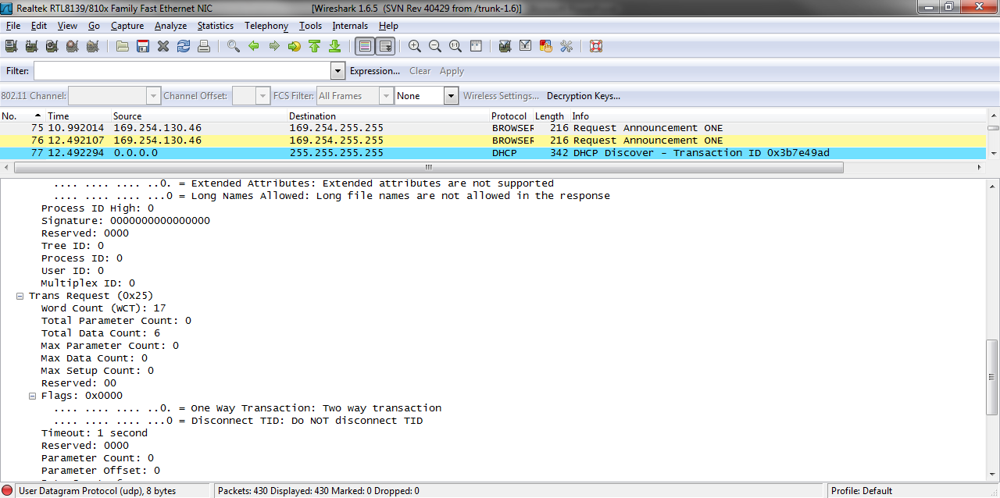 Realtek RTL8139/810x Family Fast Ethernet NIC [Wireshark 1.6.5 (SVN Rev 40429 from /trunk-1.6)]
File Edit View Go Capture Analyze Statistics Telephony Tools Internals Help
Filter: Expression... Clear Apply
802.11 Channel: Channel Offset: FCS Filter: All Frames None Wireless Settings... Decryption Keys...
No. Time Source Destination Protocol Length Info
75 10.992014 169.254.130.46 169.254.255.255 BROWSER 216 Request Announcement ONE
76 12.492107 169.254.130.46 169.254.255.255 BROWSER 216 Request Announcement ONE
77 12.492294 0.0.0.0 255.255.255.255 DHCP 342 DHCP Discover - Transaction ID 0x3b7e49ad
.... .... .... ..0. = Extended Attributes: Extended attributes are not supported
.... .... .... ...0 = Long Names Allowed: Long file names are not allowed in the response
Process ID High: 0
Signature: 0000000000000000
Reserved: 0000
Tree ID: 0
Process ID: 0
User ID: 0
Multiplex ID: 0
Trans Request (0x25)
Word Count (WCT): 17
Total Parameter Count: 0
Total Data Count: 6
Max Parameter Count: 0
Max Data Count: 0
Max Setup Count: 0
Reserved: 00
Flags: 0x0000
.... .... .... ..0. = One Way Transaction: Two way transaction
.... .... .... ...0 = Disconnect TID: Do NOT disconnect TID
Timeout: 1 second
Reserved: 0000
Parameter Count: 0
Parameter Offset: 0
User Datagram Protocol (udp), 8 bytes Packets: 430 Displayed: 430 Marked: 0 Dropped: 0 Profile: Default